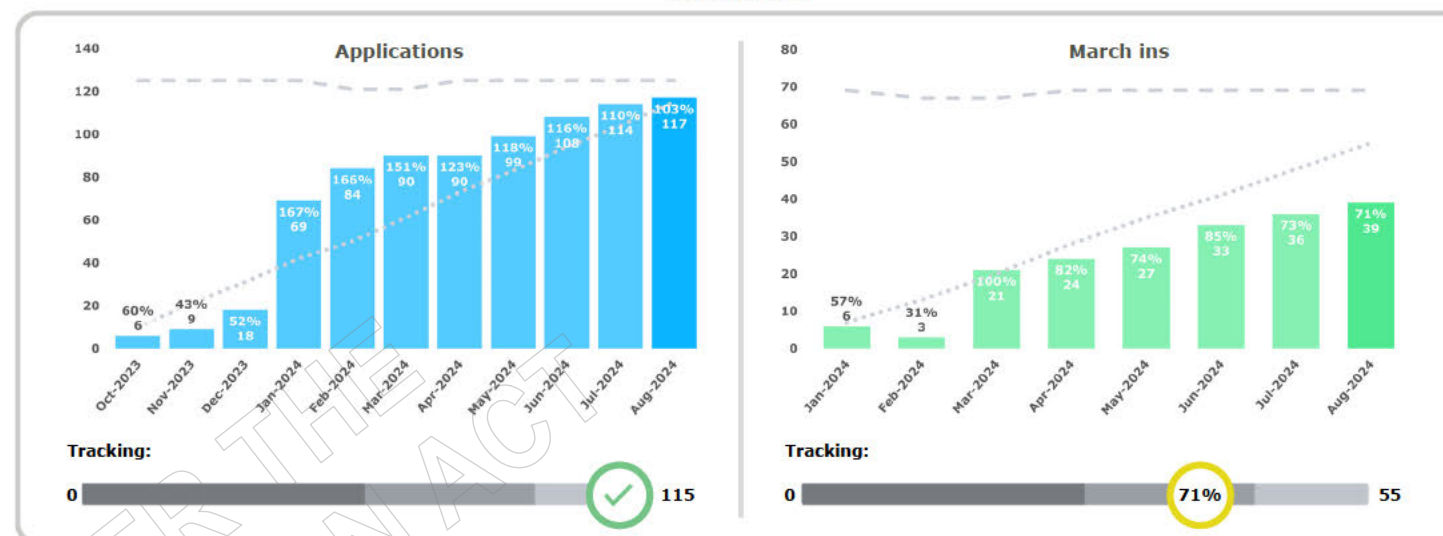 Applications
140
120
100
80
60
40
20
0
60%
6
43%
9
52%
18
167%
69
166%
84
151%
90
123%
90
118%
99
116%
108
110%
114
103%
117
Oct-2023
Nov-2023
Dec-2023
Jan-2024
Feb-2024
Mar-2024
Apr-2024
May-2024
Jun-2024
Jul-2024
Aug-2024
Tracking:
0
115
March ins
80
70
60
50
40
30
20
10
0
57%
6
31%
3
100%
21
82%
24
74%
27
85%
33
73%
36
71%
39
Jan-2024
Feb-2024
Mar-2024
Apr-2024
May-2024
Jun-2024
Jul-2024
Aug-2024
Tracking:
0
71%
55
THE
N ACT